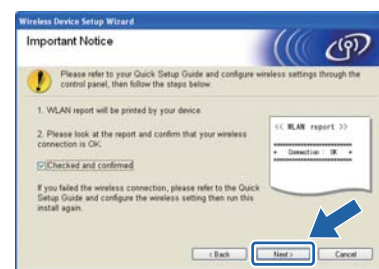 Wireless Device Setup Wizard
Important Notice
Please refer to your Quick Setup Guide and configure wireless settings through the
control panel, then follow the steps below.
1. WLAN report will be printed by your device.
2. Please look at the report and confirm that your wireless
connection is OK.
<< WLAN report >>
* Connection : OK *
Checked and confirmed
If you failed the wireless connection, please refer to the Quick
Setup Guide and configure the wireless setting then run this
install again.
< Back
Next >
Cancel